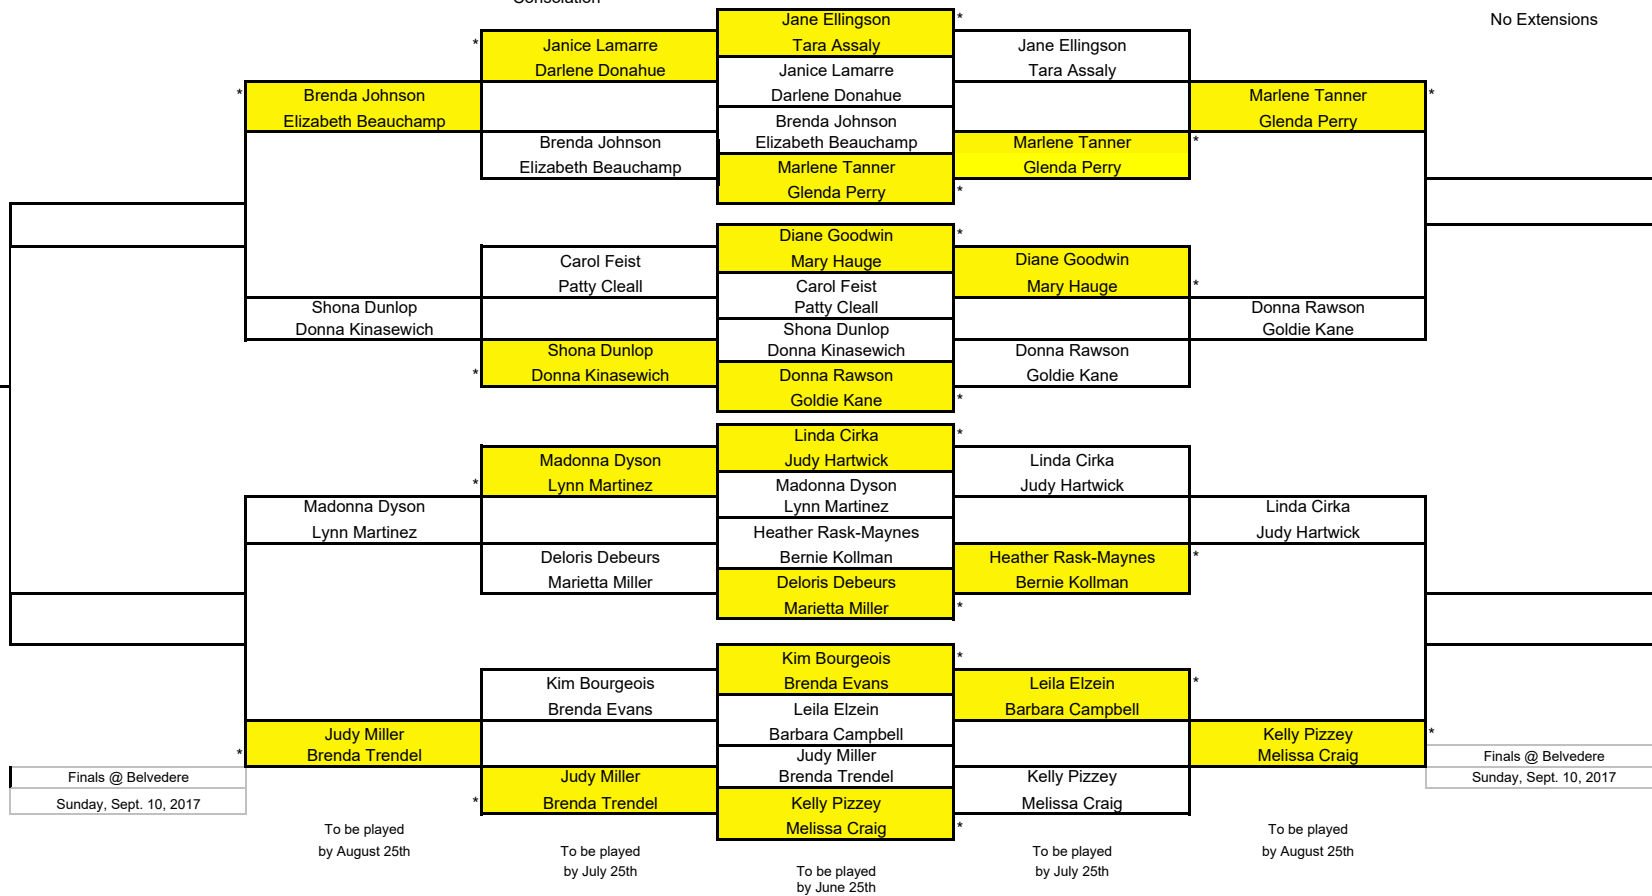 Consolation
No Extensions
Finals @ Belvedere
Sunday, Sept. 10, 2017
* Brenda Johnson
Elizabeth Beauchamp
Shona Dunlop
Donna Kinasewich
Madonna Dyson
Lynn Martinez
Judy Miller
* Brenda Trendel
To be played
by August 25th
* Janice Lamarre
Darlene Donahue
Brenda Johnson
Elizabeth Beauchamp
Carol Feist
Patty Cleall
Shona Dunlop
* Donna Kinasewich
Madonna Dyson
* Lynn Martinez
Deloris Debeurs
Marietta Miller
Kim Bourgeois
Brenda Evans
Judy Miller
* Brenda Trendel
To be played
by July 25th
Jane Ellingson *
Tara Assaly
Janice Lamarre
Darlene Donahue
Brenda Johnson
Elizabeth Beauchamp
Marlene Tanner
Glenda Perry *
Diane Goodwin *
Mary Hauge
Carol Feist
Patty Cleall
Shona Dunlop
Donna Kinasewich
Donna Rawson
Goldie Kane *
Linda Cirka *
Judy Hartwick
Madonna Dyson
Lynn Martinez
Heather Rask-Maynes
Bernie Kollman
Deloris Debeurs
Marietta Miller *
Kim Bourgeois *
Brenda Evans
Leila Elzein
Barbara Campbell
Judy Miller
Brenda Trendel
Kelly Pizzey
Melissa Craig *
To be played
by June 25th
Jane Ellingson
Tara Assaly
Marlene Tanner *
Glenda Perry
Diane Goodwin
Mary Hauge *
Donna Rawson
Goldie Kane
Linda Cirka
Judy Hartwick
Heather Rask-Maynes *
Bernie Kollman
Leila Elzein *
Barbara Campbell
Kelly Pizzey
Melissa Craig
To be played
by July 25th
Marlene Tanner *
Glenda Perry
Donna Rawson
Goldie Kane
Linda Cirka
Judy Hartwick
Kelly Pizzey *
Melissa Craig
To be played
by August 25th
Finals @ Belvedere
Sunday, Sept. 10, 2017